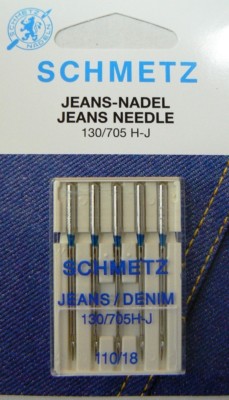 SCHMETZ
JEANS-NADEL
JEANS NEEDLE
130/705 H-J
SCHMETZ
JEANS/DENIM
130/705H-J
110/18